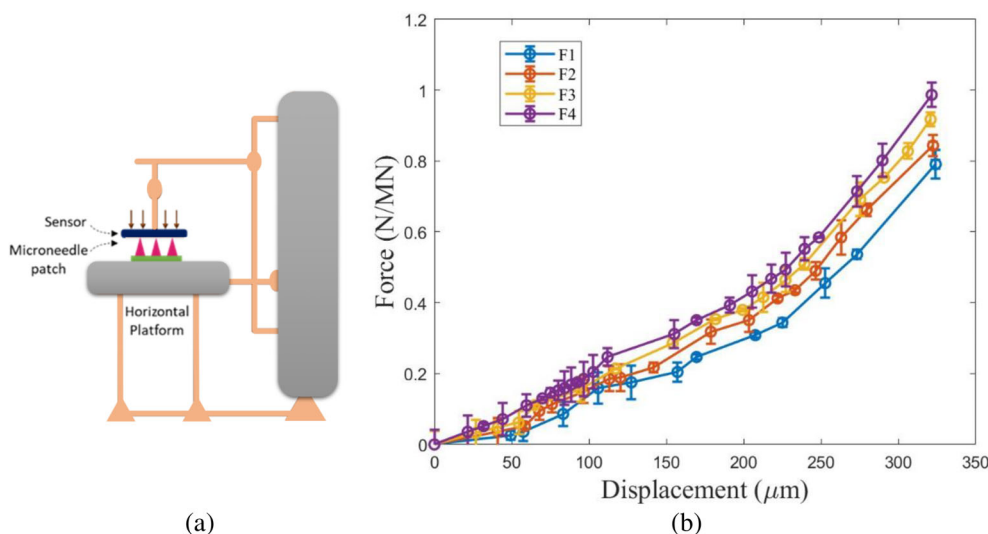 Sensor
Microneedle
patch
Horizontal
Platform
(a)
Force (N/MN)
1.2
1
0.8
0.6
0.4
0.2
0
F1
F2
F3
F4
0 50 100 150 200 250 300 350
Displacement (μm)
(b)